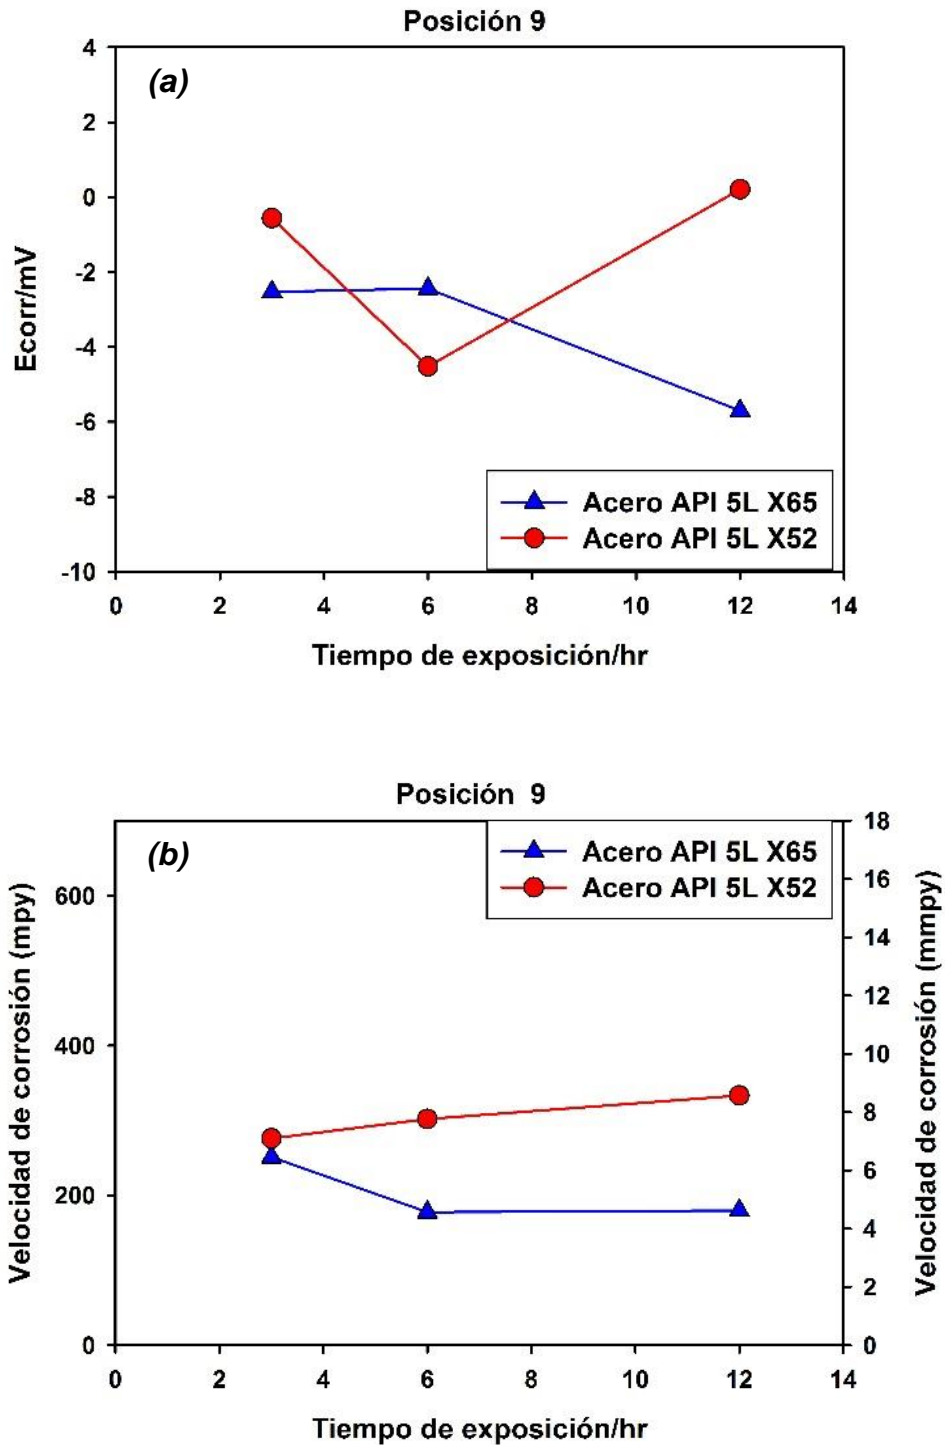 Posición 9
(a)
4
2
0
-2
-4
-6
-8
-10
Ecorr/mV
Acero API 5L X65
Acero API 5L X52
0 2 4 6 8 10 12 14
Tiempo de exposición/hr
Posición 9
(b)
Acero API 5L X65
Acero API 5L X52
600
400
200
0
Velocidad de corrosión (mpy)
18
16
14
12
10
8
6
4
2
0
Velocidad de corrosión (mmpy)
0 2 4 6 8 10 12 14
Tiempo de exposición/hr